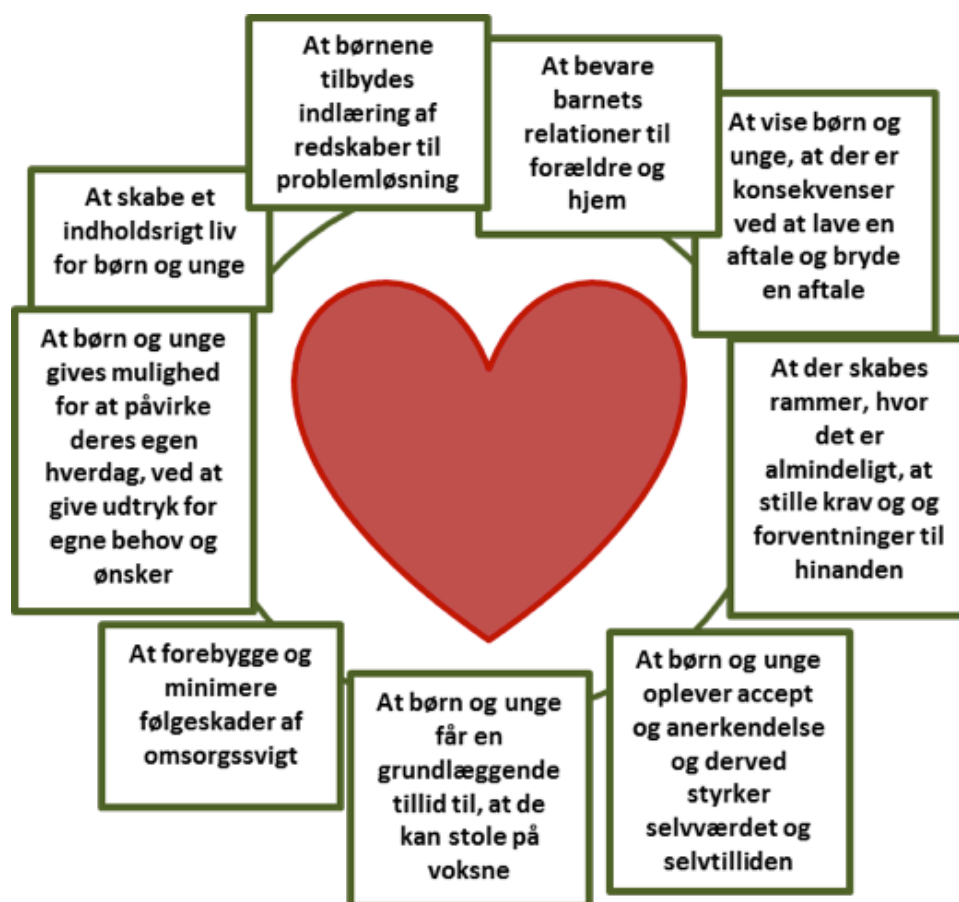 At børnene
tilbydes
indlæring af
redskaber til
problemløsning
At bevare
barnets
relationer til
forældre og
hjem
At vise børn og
unge, at der er
konsekvenser
ved at lave en
aftale og bryde
en aftale
At der skabes
rammer, hvor
det er
almindeligt, at
stille krav og og
forventninger til
hinanden
At børn og unge
oplever accept
og anerkendelse
og derved
styrker
selvværdet og
selvtilliden
At børn og unge
får en
grundlæggende
tillid til, at de
kan stole på
voksne
At forebygge og
minimere
følgeskader af
omsorgssvigt
At børn og unge
gives mulighed
for at påvirke
deres egen
hverdag, ved at
give udtryk for
egne behov og
ønsker
At skabe et
indholdsrigt liv
for børn og unge